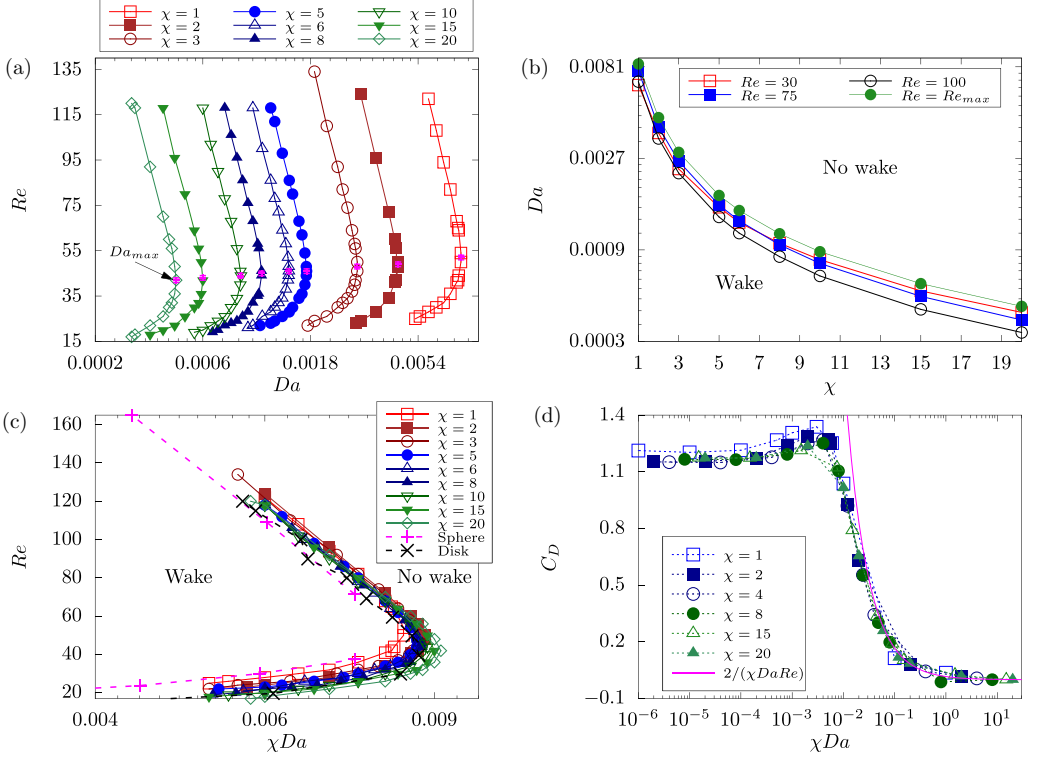 χ = 1 χ = 5 χ = 10
χ = 2 χ = 6 χ = 15
χ = 3 χ = 8 χ = 20
(a)
135
115
95
75
55
35
15
Re
Da_max
0.0002 0.0006 0.0018 0.0054
Da
(b)
0.0081
0.0027
0.0009
0.0003
Da
Re = 30 Re = 100
Re = 75 Re = Re_max
No wake
Wake
1 3 5 7 9 11 13 15 17 19
χ
(c)
160
140
120
100
80
60
40
20
Re
χ = 1
χ = 2
χ = 3
χ = 5
χ = 6
χ = 8
χ = 10
χ = 15
χ = 20
Sphere
Disk
Wake No wake
0.004 0.006 0.009
χDa
(d)
1.4
1.1
0.8
0.5
0.2
−0.1
C_D
χ = 1
χ = 2
χ = 4
χ = 8
χ = 15
χ = 20
2/(χDaRe)
10^−6 10^−5 10^−4 10^−3 10^−2 10^−1 10^0 10^1
χDa